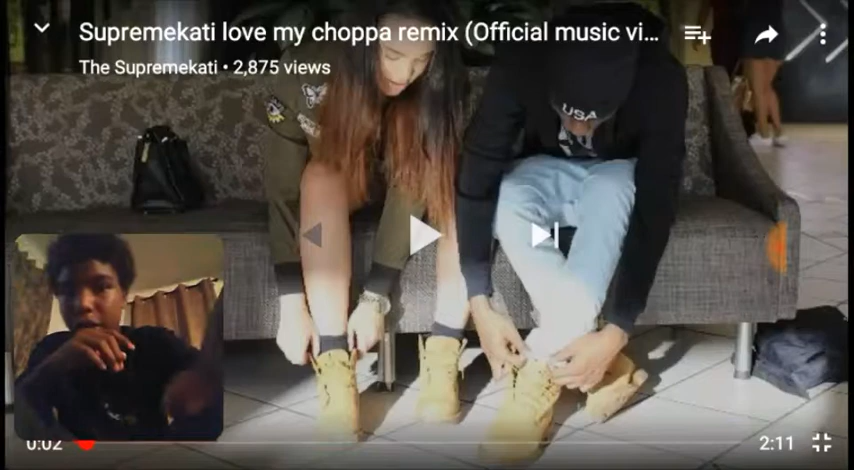 Supremekati love my choppa remix (Official music vi...
The Supremekati • 2,875 views
USA
0:02
2:11